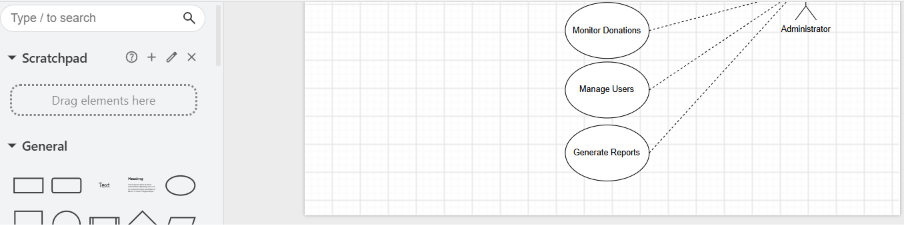 Type / to search
Scratchpad
Drag elements here
General
Text
Heading
Monitor Donations
Administrator
Manage Users
Generate Reports